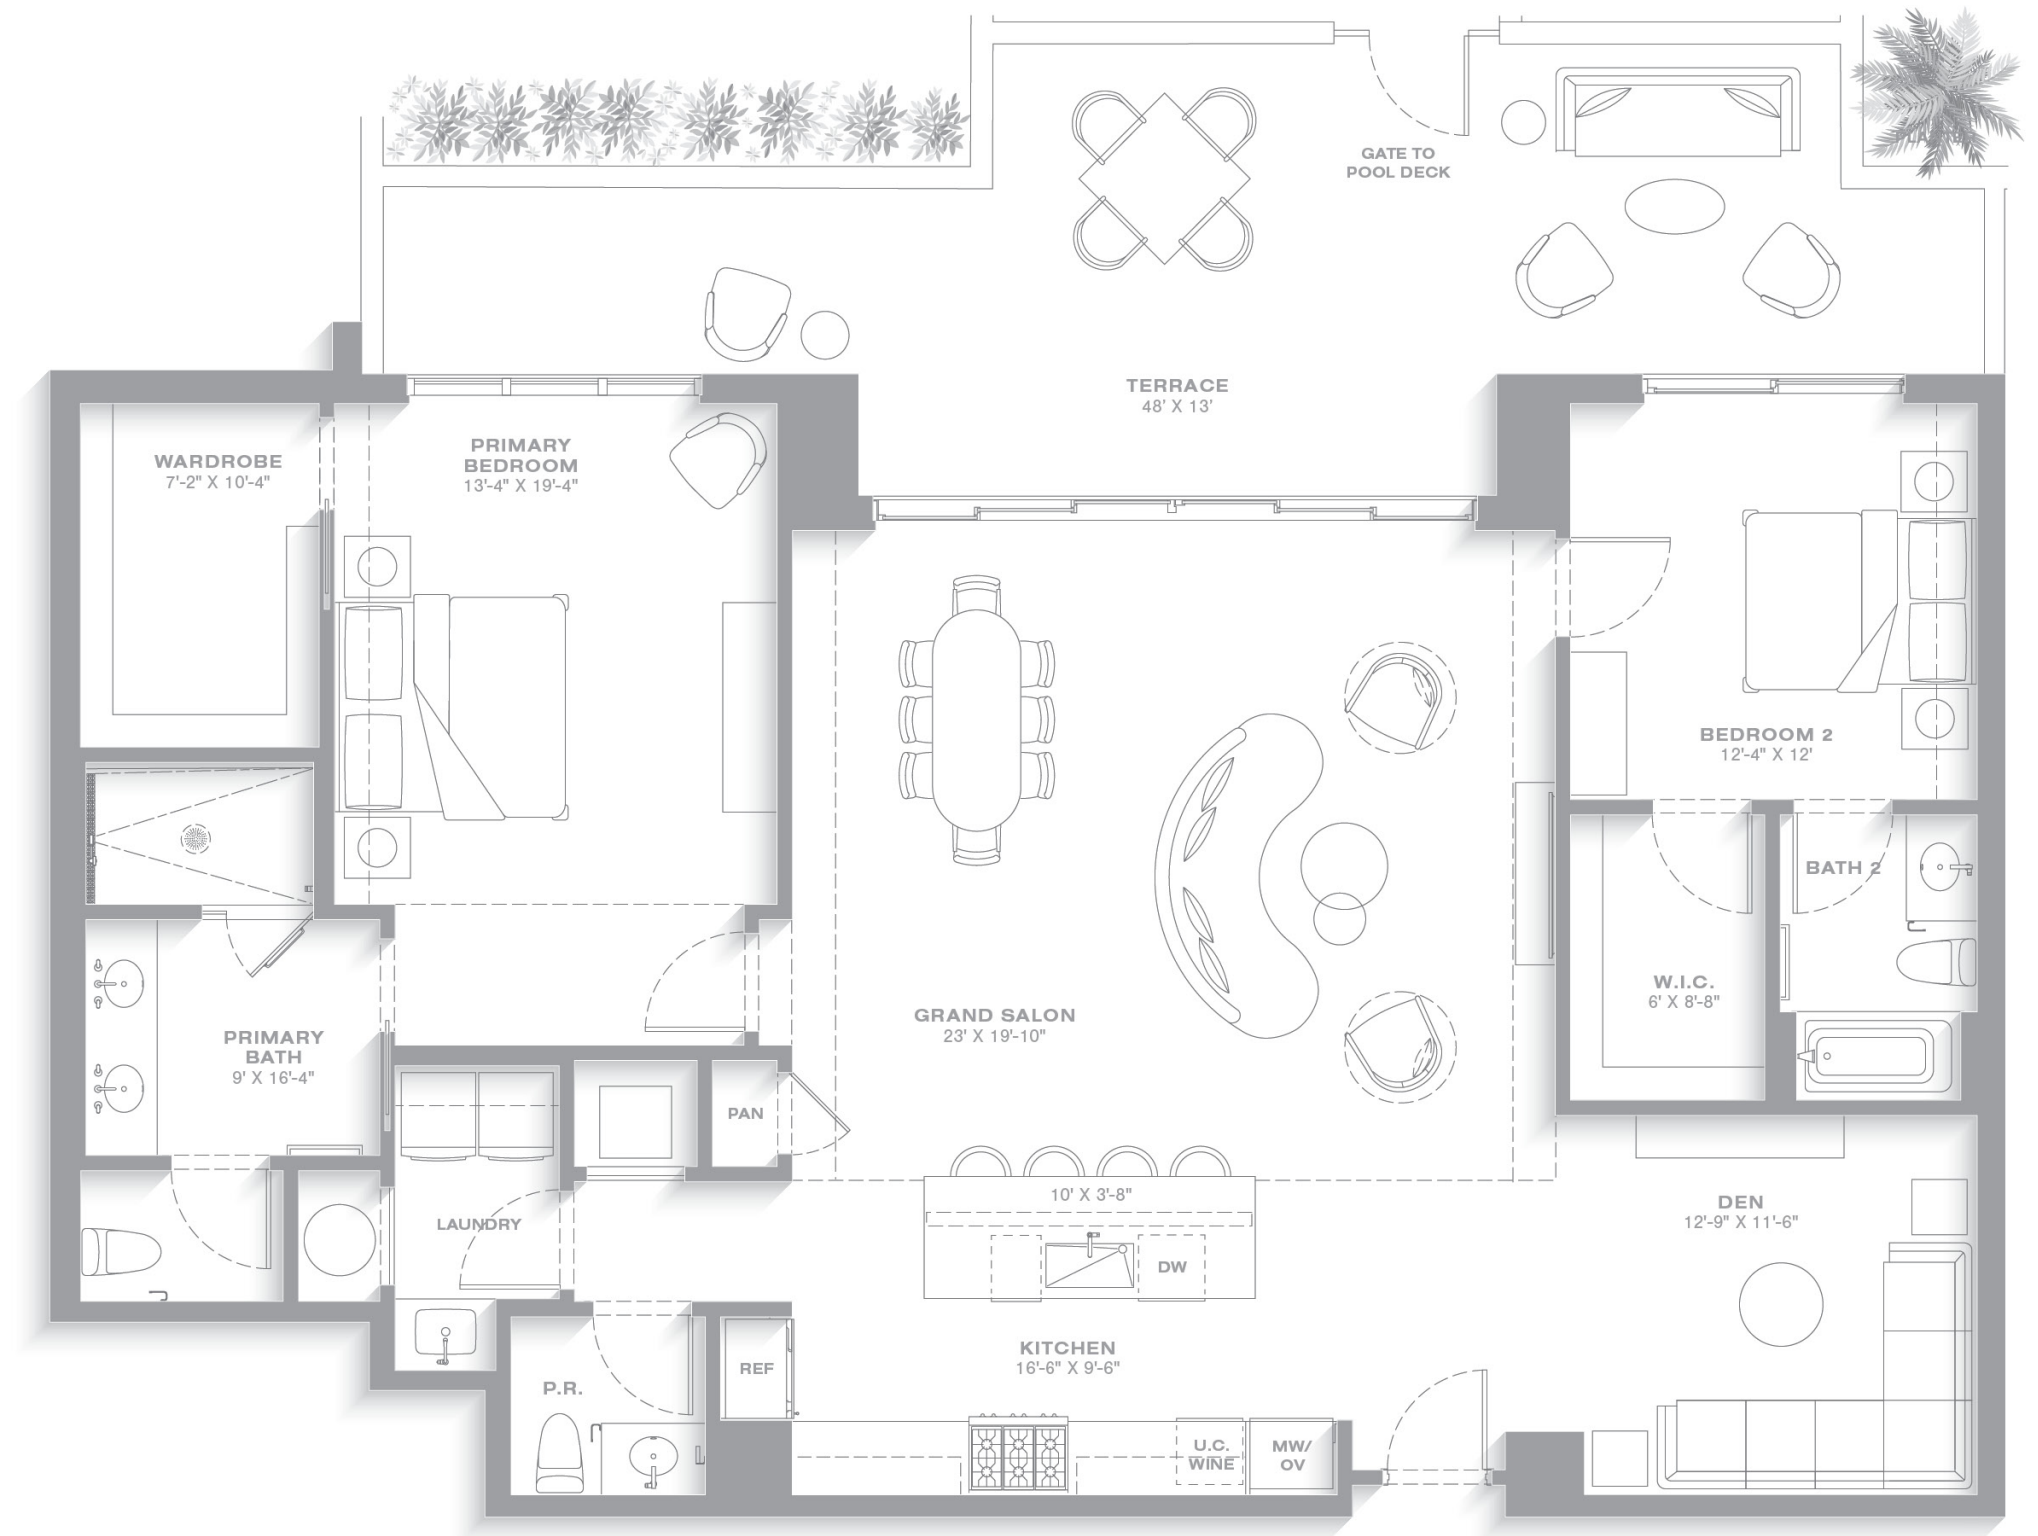 GATE TO
POOL DECK
TERRACE
48' X 13'
WARDROBE
7'-2" X 10'-4"
PRIMARY
BEDROOM
13'-4" X 19'-4"
BEDROOM 2
12'-4" X 12'
BATH 2
W.I.C.
6' X 8'-8"
GRAND SALON
23' X 19'-10"
PRIMARY
BATH
9' X 16'-4"
PAN
LAUNDRY
10' X 3'-8"
DW
DEN
12'-9" X 11'-6"
KITCHEN
16'-6" X 9'-6"
REF
P.R.
U.C.
WINE
MW/
OV